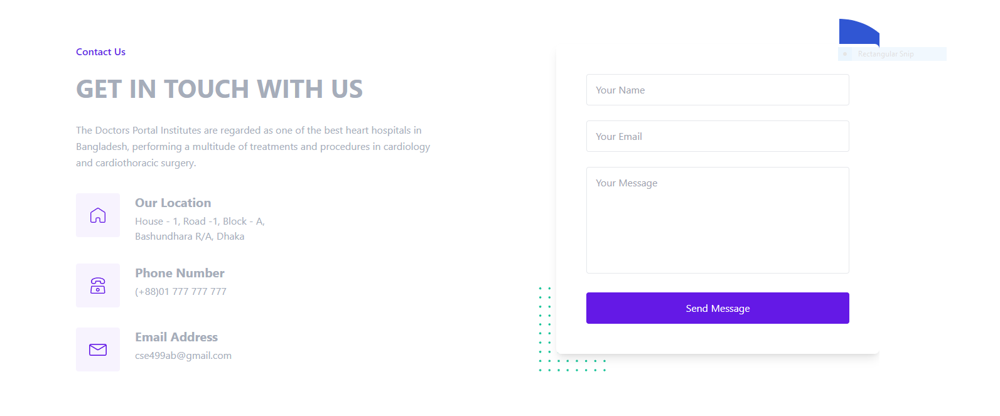 Contact Us
GET IN TOUCH WITH US
The Doctors Portal Institutes are regarded as one of the best heart hospitals in
Bangladesh, performing a multitude of treatments and procedures in cardiology
and cardiothoracic surgery.
Our Location
House - 1, Road -1, Block - A,
Bashundhara R/A, Dhaka
Phone Number
(+88)01 777 777 777
Email Address
cse499ab@gmail.com
Rectangular Snip
Your Name
Your Email
Your Message
Send Message